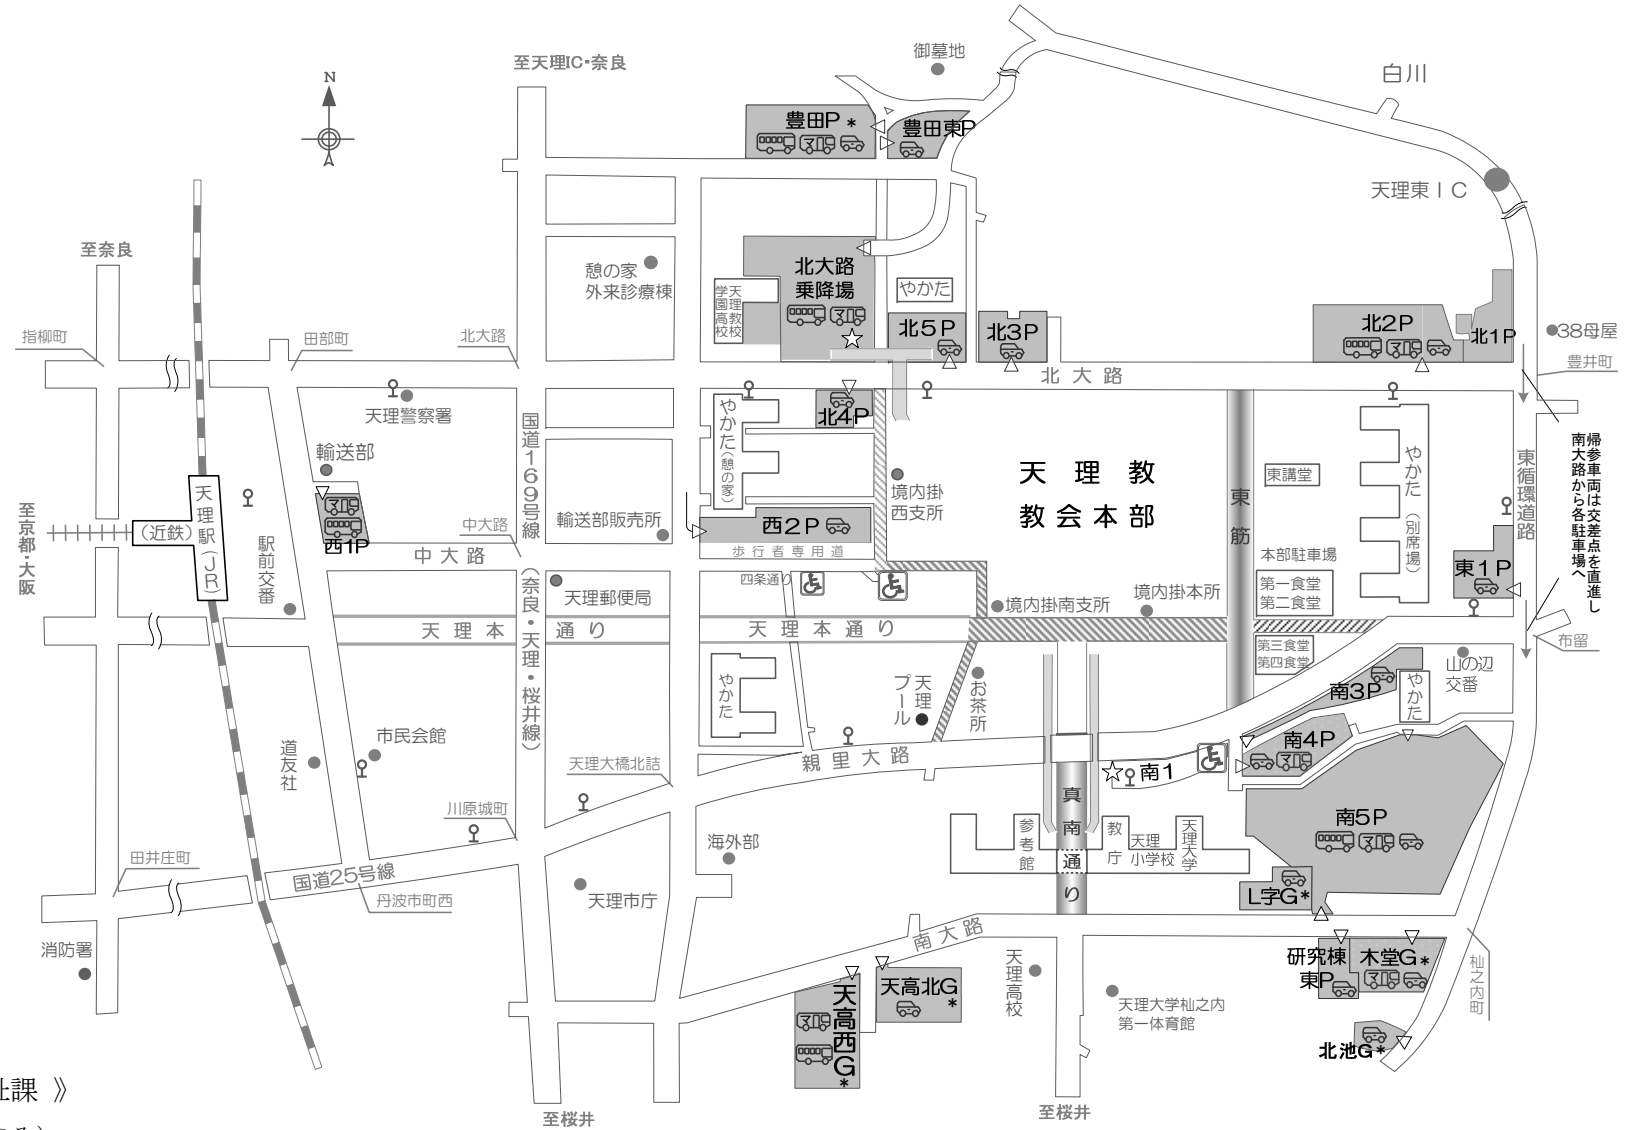 御墓地
至天理IC・奈良
白川
N
豊田P *
豊田東P
天理東IC
至奈良
憩の家
外来診療棟
北大路
乗降場
天理教校
学園高校
やかた
北5P
北3P
北2P
北1P
38母屋
指柳町
田部町
北大路
豊井町
北大路
天理警察署
北4P
やかた(憩の家)
国道169号線(奈良・天理・桜井線)
輸送部
天理教
教会本部
東筋
東講堂
やかた(別席場)
東循環道路
帰参車両は交差点を直進し
南大路から各駐車場へ
境内掛
西支所
天理駅(JR)
(近鉄)
至京都・大阪
西1P
中大路
中大路
輸送部販売所
西2P
歩行者専用道
本部駐車場
東1P
駅前交番
天理郵便局
四条通り
境内掛南支所
境内掛本所
第一食堂
第二食堂
天理本通り
天理本通り
第三食堂
第四食堂
布留
山の辺
交番
やかた
天理
プール
お茶所
南3P
やかた
市民会館
道友社
親里大路
南4P
天理大橋北詰
南1
川原城町
真南通り
南5P
参考館
教庁
天理
小学校
天理大学
海外部
田井庄町
国道25号線
丹波市町西
天理市庁
L字G*
南大路
消防署
天理高校
研究棟
東P
木堂G*
杣之内町
天高西G*
天高北G
*
天理大学杣之内
第一体育館
北池G*
課 》
至桜井
至桜井